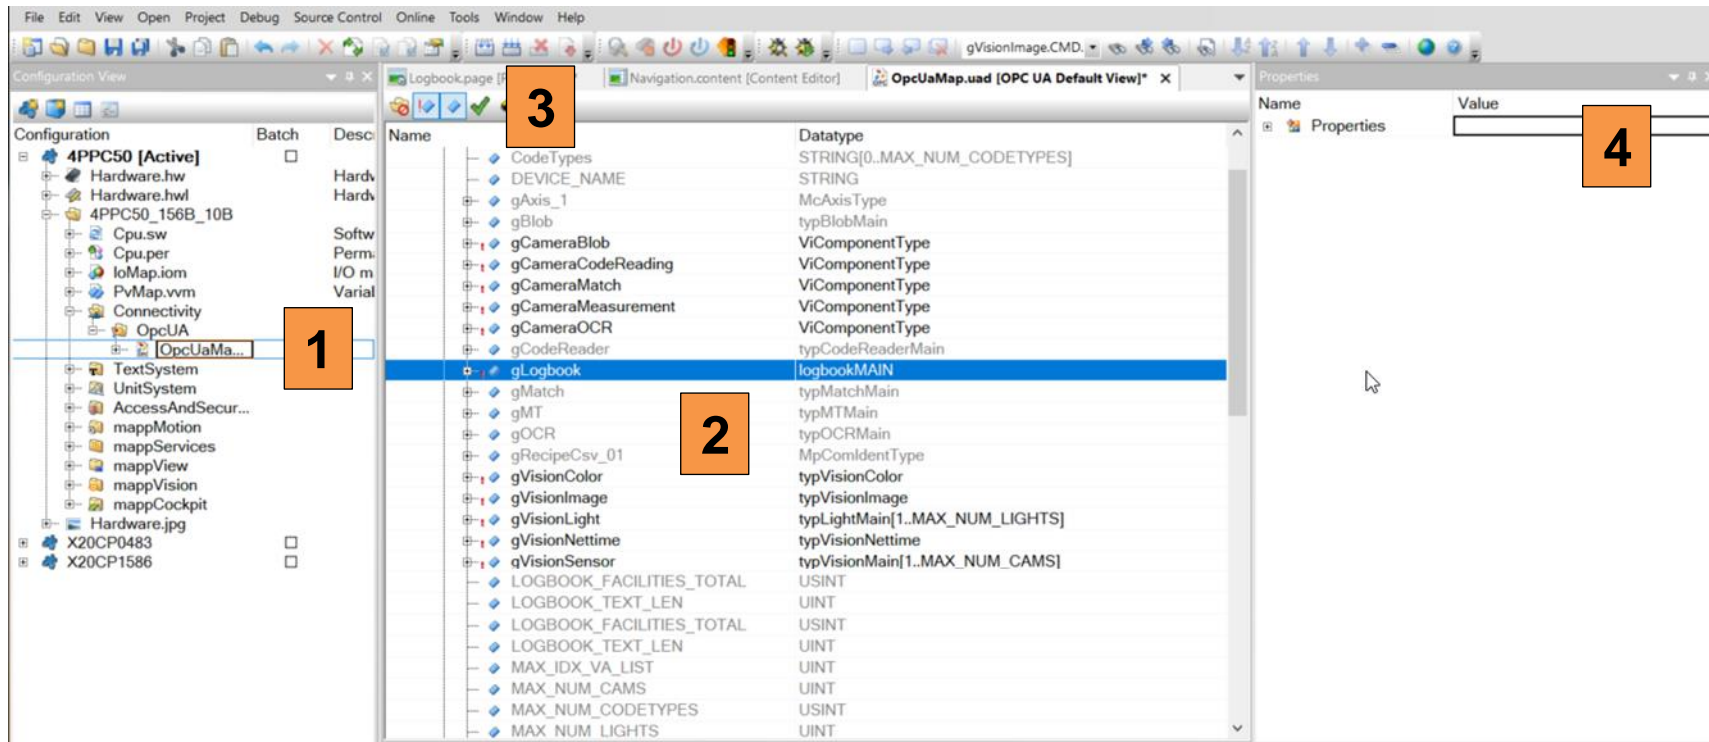 File Edit View Open Project Debug Source Control Online Tools Window Help
gVisionImage.CMD.
Configuration View
Logbook.page [
Navigation.content [Content Editor]
OpcUaMap.uad [OPC UA Default View]* X
Properties
3
Configuration Batch Descr
4PPC50 [Active]
Hardware.hw Hardw
Hardware.hwl Hardw
4PPC50_156B_10B
Cpu.sw Softw
Cpu.per Perm
IoMap.iom I/O m
PvMap.vvm Varial
Connectivity
OpcUA
OpcUaMa...
TextSystem
UnitSystem
AccessAndSecur...
mappMotion
mappServices
mappView
mappVision
mappCockpit
Hardware.jpg
X20CP0483
X20CP1586
1
Name Datatype
CodeTypes STRING[0..MAX_NUM_CODETYPES]
DEVICE_NAME STRING
gAxis_1 McAxisType
gBlob typBlobMain
gCameraBlob ViComponentType
gCameraCodeReading ViComponentType
gCameraMatch ViComponentType
gCameraMeasurement ViComponentType
gCameraOCR ViComponentType
gCodeReader typCodeReaderMain
gLogbook logbookMAIN
gMatch typMatchMain
gMT typMTMain
gOCR typOCRMain
gRecipeCsv_01 MpComIdentType
gVisionColor typVisionColor
gVisionImage typVisionImage
gVisionLight typLightMain[1..MAX_NUM_LIGHTS]
gVisionNettime typVisionNettime
gVisionSensor typVisionMain[1..MAX_NUM_CAMS]
LOGBOOK_FACILITIES_TOTAL USINT
LOGBOOK_TEXT_LEN UINT
LOGBOOK_FACILITIES_TOTAL USINT
LOGBOOK_TEXT_LEN UINT
MAX_IDX_VA_LIST UINT
MAX_NUM_CAMS UINT
MAX_NUM_CODETYPES USINT
MAX_NUM_LIGHTS UINT
2
Name Value
Properties
4